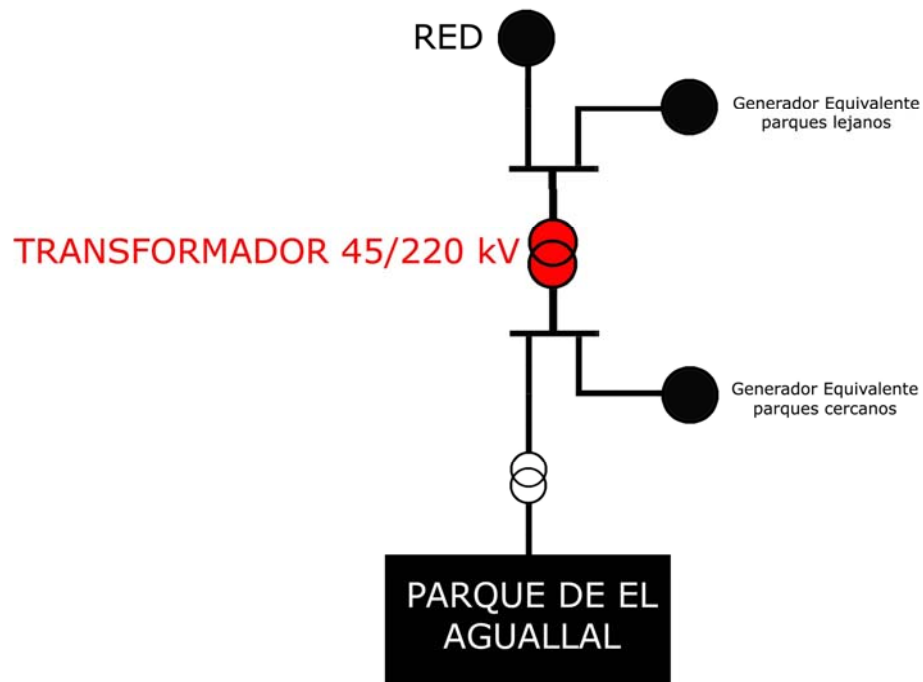 RED
Generador Equivalente
parques lejanos
TRANSFORMADOR 45/220 kV
Generador Equivalente
parques cercanos
PARQUE DE EL
AGUALLAL